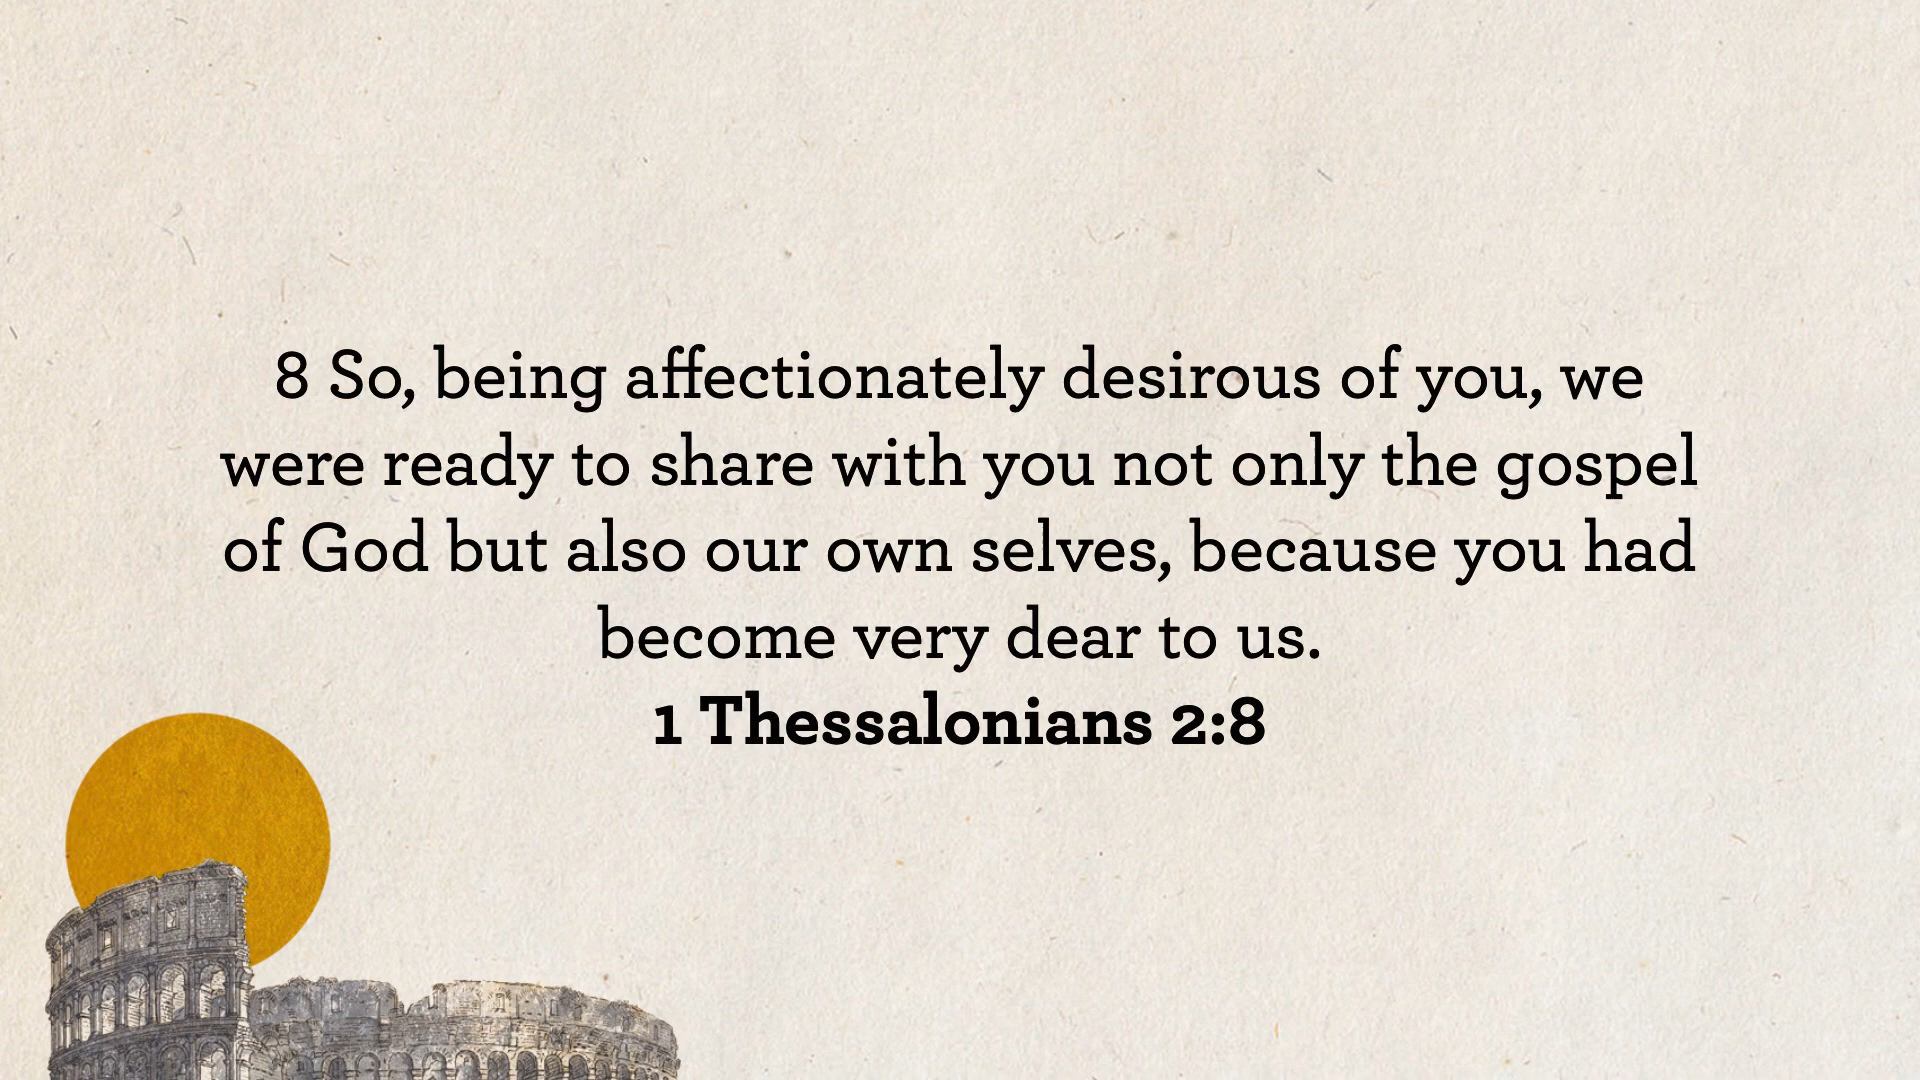 8 So, being affectionately desirous of you, we
were ready to share with you not only the gospel
of God but also our own selves, because you had
become very dear to us.
1 Thessalonians 2:8